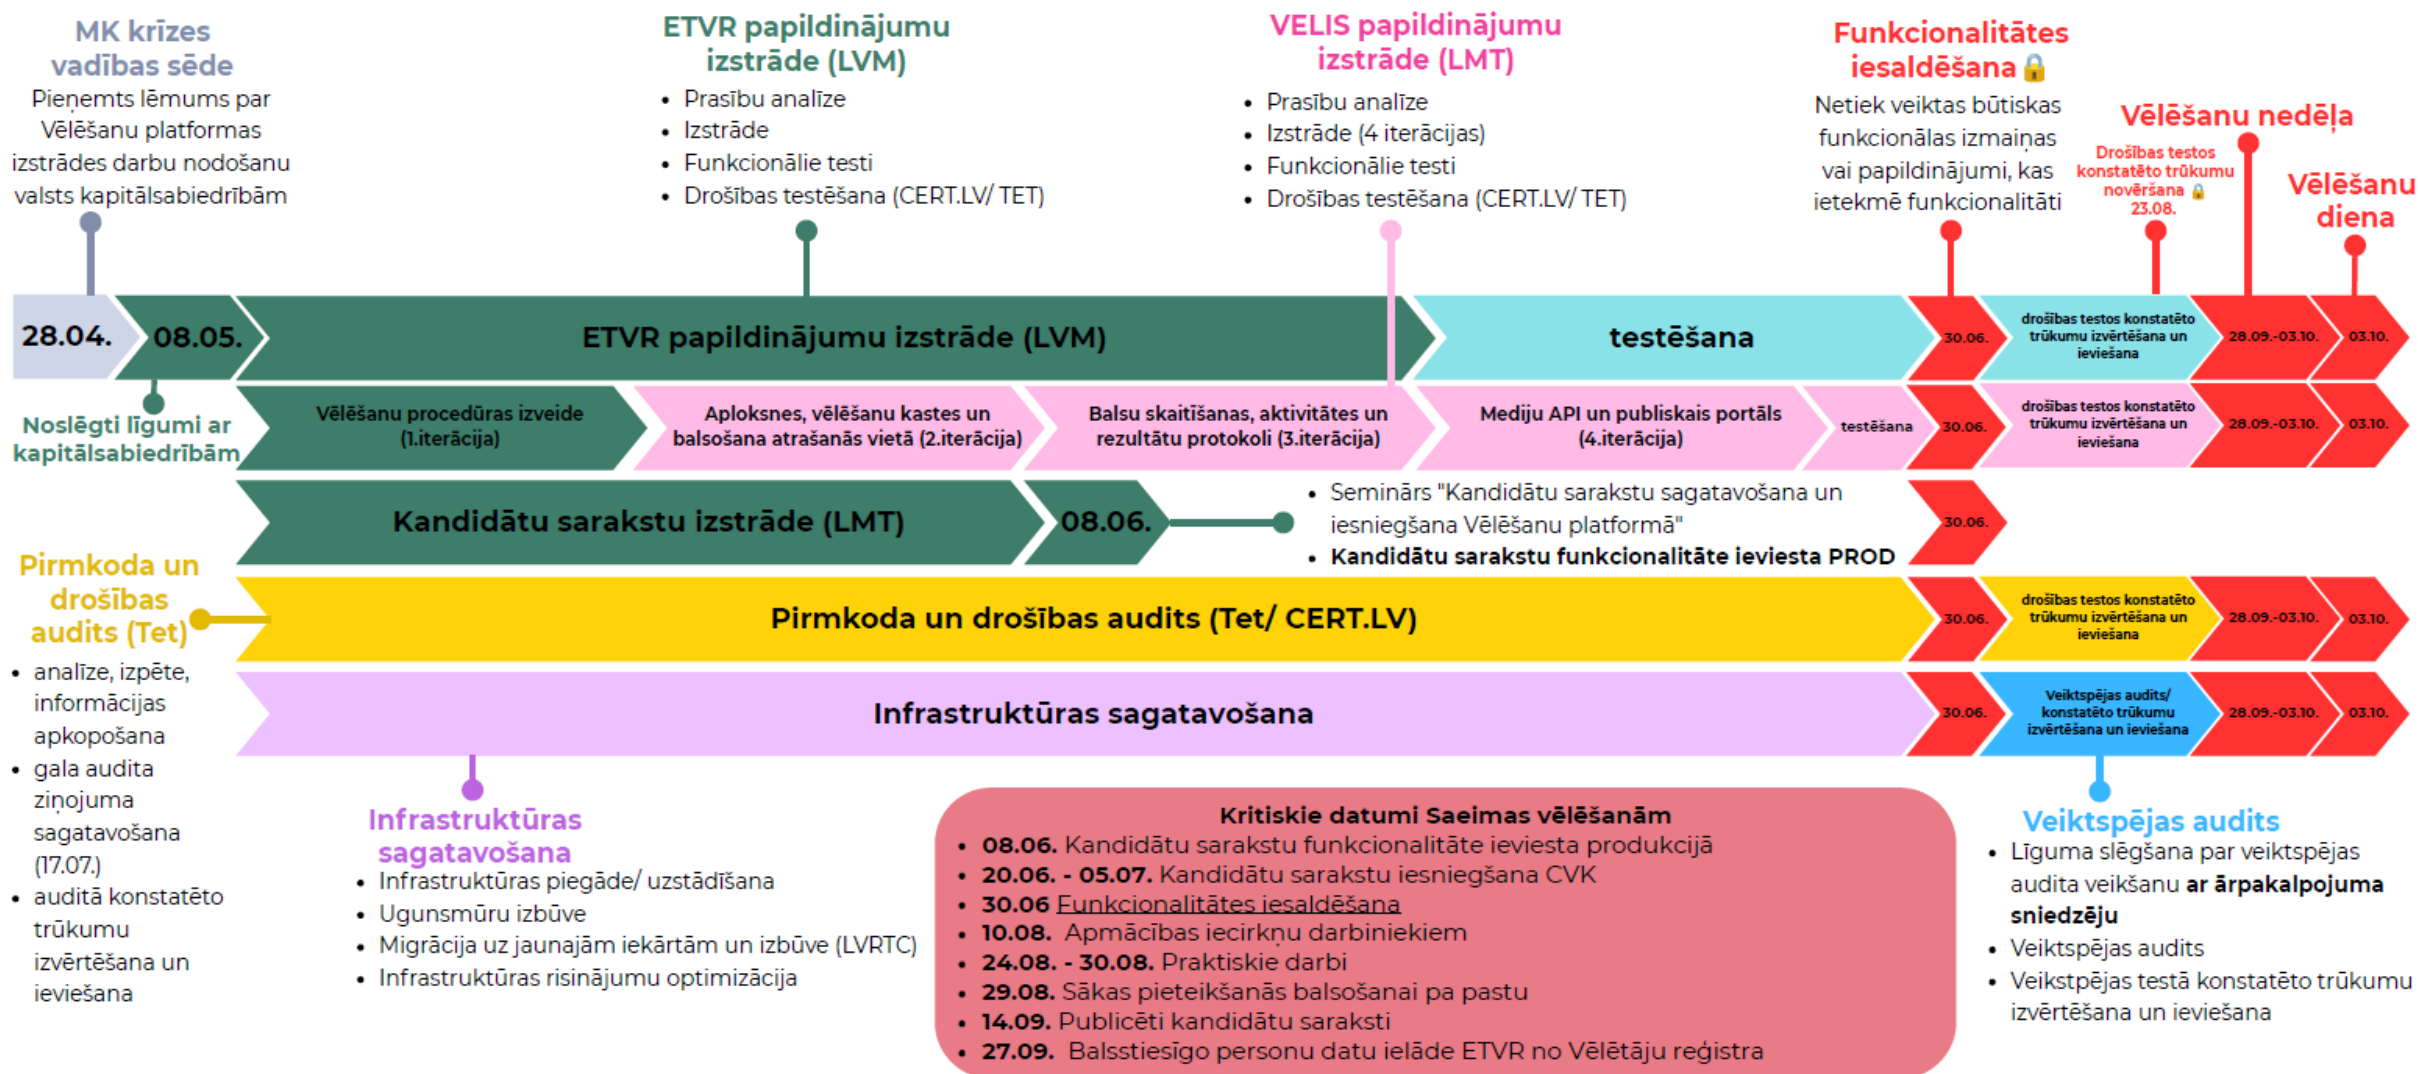 MK krīzes
vadības sēde
Pieņemts lēmums par
Vēlēšanu platformas
izstrādes darbu nodošanu
valsts kapitālsabiedrībām
ETVR papildinājumu
izstrāde (LVM)
• Prasību analīze
• Izstrāde
• Funkcionālie testi
• Drošības testēšana (CERT.LV/ TET)
VELIS papildinājumu
izstrāde (LMT)
• Prasību analīze
• Izstrāde (4 iterācijas)
• Funkcionālie testi
• Drošības testēšana (CERT.LV/ TET)
Funkcionalitātes
iesaldēšana🔒
Netiek veiktas būtiskas
funkcionālas izmaiņas
vai papildinājumi, kas
ietekmē funkcionalitāti
Vēlēšanu nedēļa
Drošības testos
konstatēto trūkumu
novēršana 🔒
23.08.
Vēlēšanu
diena
28.04.
08.05.
ETVR papildinājumu izstrāde (LVM)
testēšana
30.06.
drošības testos konstatēto
trūkumu izvērtēšana un
ieviešana
28.09.-03.10.
03.10.
Noslēgti līgumi ar
kapitālsabiedrībām
Vēlēšanu procedūras izveide
(1.iterācija)
Aploksnes, vēlēšanu kastes un
balsošana atrašanās vietā (2.iterācija)
Balsu skaitīšanas, aktivitātes un
rezultātu protokoli (3.iterācija)
Mediju API un publiskais portāls
(4.iterācija)
testēšana
30.06.
drošības testos konstatēto
trūkumu izvērtēšana un
ieviešana
28.09.-03.10.
03.10.
Kandidātu sarakstu izstrāde (LMT)
08.06.
• Seminārs "Kandidātu sarakstu sagatavošana un
iesniegšana Vēlēšanu platformā"
• Kandidātu sarakstu funkcionalitāte ieviesta PROD
30.06.
Pirmkoda un
drošības
audits (Tet)
• analīze, izpēte,
informācijas
apkopošana
• gala audita
ziņojuma
sagatavošana
(17.07.)
• auditā konstatēto
trūkumu
izvērtēšana un
ieviešana
Pirmkoda un drošības audits (Tet/ CERT.LV)
30.06.
drošības testos konstatēto
trūkumu izvērtēšana un
ieviešana
28.09.-03.10.
03.10.
Infrastruktūras sagatavošana
30.06.
Veiktspējas audits/
konstatēto trūkumu
izvērtēšana un ieviešana
28.09.-03.10.
03.10.
Infrastruktūras
sagatavošana
• Infrastruktūras piegāde/ uzstādīšana
• Ugunsmūru izbūve
• Migrācija uz jaunajām iekārtām un izbūve (LVRTC)
• Infrastruktūras risinājumu optimizācija
Kritiskie datumi Saeimas vēlēšanām
• 08.06. Kandidātu sarakstu funkcionalitāte ieviesta produkcijā
• 20.06. - 05.07. Kandidātu sarakstu iesniegšana CVK
• 30.06 Funkcionalitātes iesaldēšana
• 10.08. Apmācības iecirkņu darbiniekiem
• 24.08. - 30.08. Praktiskie darbi
• 29.08. Sākas pieteikšanās balsošanai pa pastu
• 14.09. Publicēti kandidātu saraksti
• 27.09. Balsstiesīgo personu datu ielāde ETVR no Vēlētāju reģistra
Veiktspējas audits
• Līguma slēgšana par veiktspējas
audita veikšanu ar ārpakalpojuma
sniedzēju
• Veiktspējas audits
• Veikstpējas testā konstatēto trūkumu
izvērtēšana un ieviešana